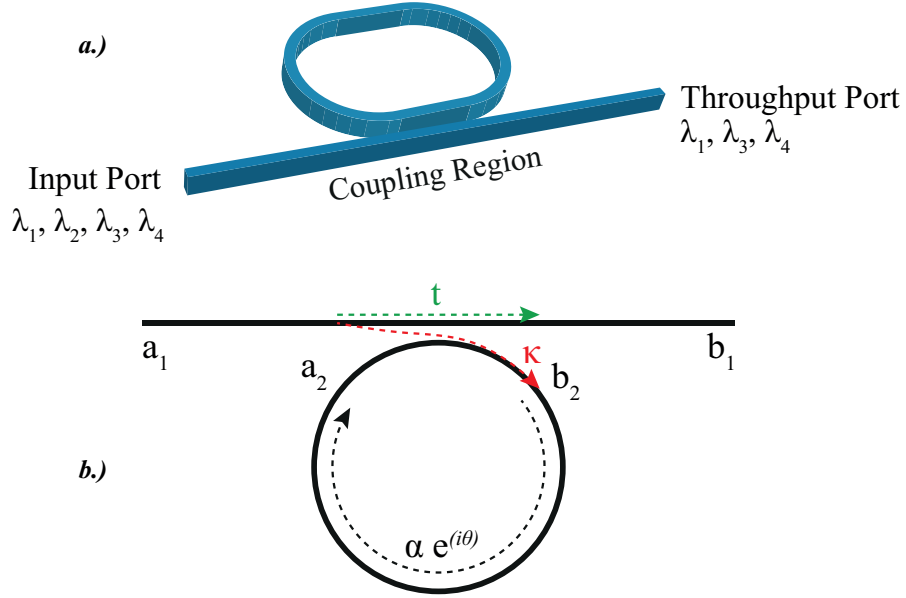 a.)
Throughput Port
λ₁, λ₃, λ₄
Coupling Region
Input Port
λ₁, λ₂, λ₃, λ₄
t
a₁
b₁
κ
a₂
b₂
b.)
α e^(iθ)